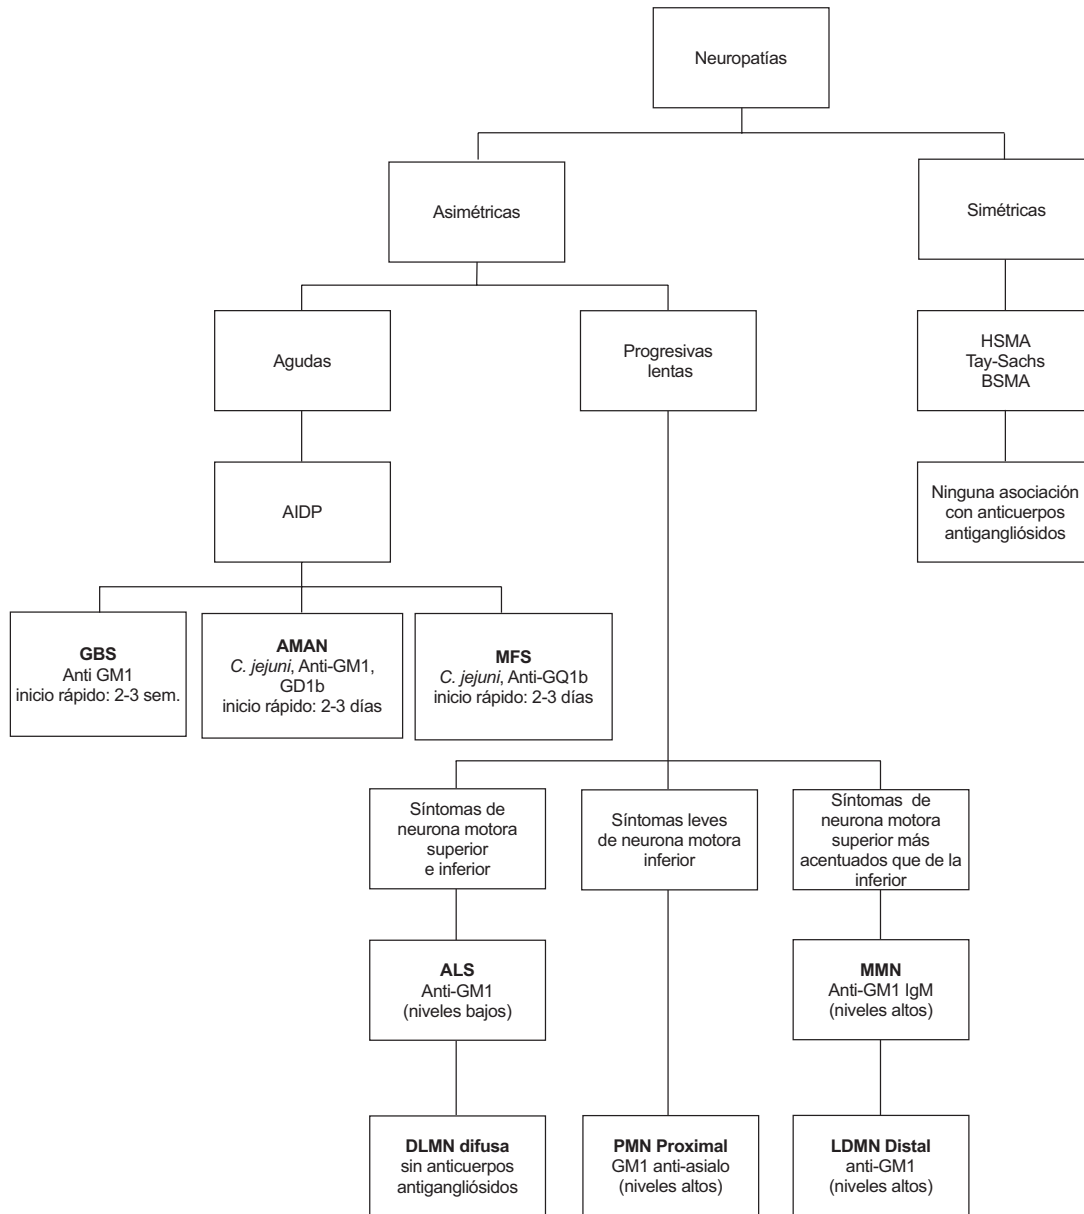 Neuropatías
Asimétricas
Simétricas
Agudas
Progresivas
lentas
HSMA
Tay-Sachs
BSMA
AIDP
Ninguna asociación
con anticuerpos
antigangliósidos
GBS
Anti GM1
inicio rápido: 2-3 sem.
AMAN
C. jejuni, Anti-GM1,
GD1b
inicio rápido: 2-3 días
MFS
C. jejuni, Anti-GQ1b
inicio rápido: 2-3 días
Síntomas de
neurona motora
superior
e inferior
Síntomas leves
de neurona motora
inferior
Síntomas de
neurona motora
superior más
acentuados que de la
inferior
ALS
Anti-GM1
(niveles bajos)
MMN
Anti-GM1 IgM
(niveles altos)
DLMN difusa
sin anticuerpos
antigangliósidos
PMN Proximal
GM1 anti-asialo
(niveles altos)
LDMN Distal
anti-GM1
(niveles altos)